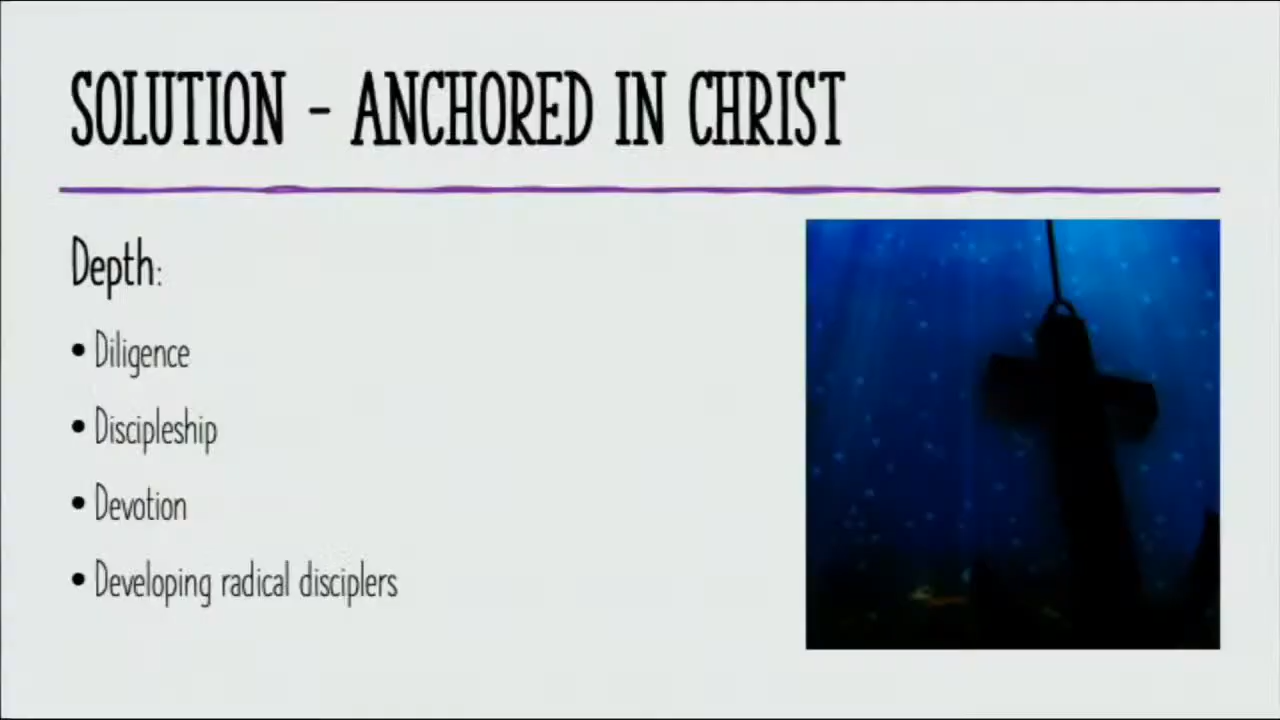 SOLUTION - ANCHORED IN CHRIST
Depth:
• Diligence
• Discipleship
• Devotion
• Developing radical disciplers